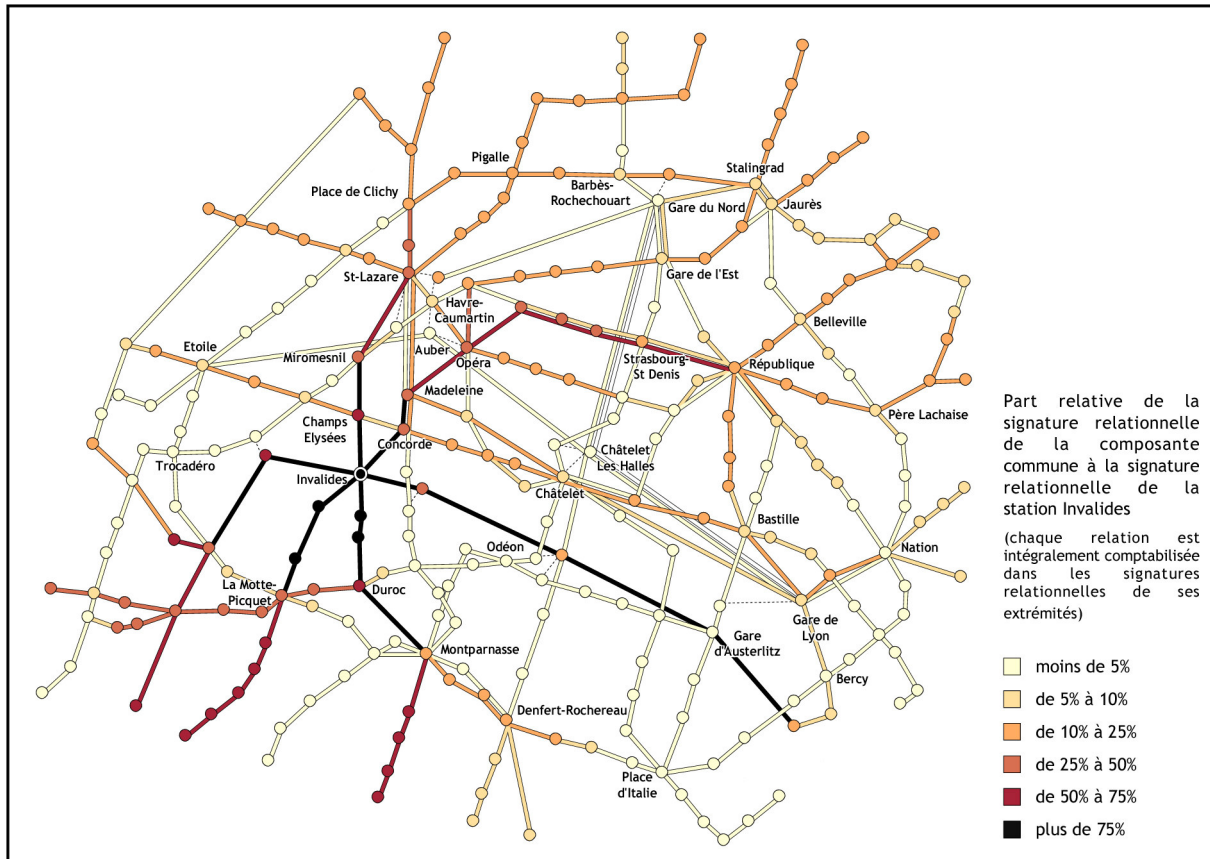 Pigalle
Place de Clichy
Barbès-
Rochechouart
Stalingrad
Gare du Nord
Jaurès
St-Lazare
Gare de l'Est
Havre-
Caumartin
Belleville
Etoile
Miromesnil
Auber
Opéra
Strasbourg-
St Denis
République
Madeleine
Père Lachaise
Champs
Elysées
Concorde
Trocadéro
Invalides
Châtelet
Les Halles
Châtelet
Bastille
Odéon
Nation
La Motte-
Picquet
Duroc
Gare de
Lyon
Gare
d'Austerlitz
Montparnasse
Bercy
Denfert-Rochereau
Place
d'Italie
Part relative de la
signature relationnelle
de la composante
commune à la signature
relationnelle de la
station Invalides
(chaque relation est
intégralement comptabilisée
dans les signatures
relationnelles de ses
extrémités)
moins de 5%
de 5% à 10%
de 10% à 25%
de 25% à 50%
de 50% à 75%
plus de 75%